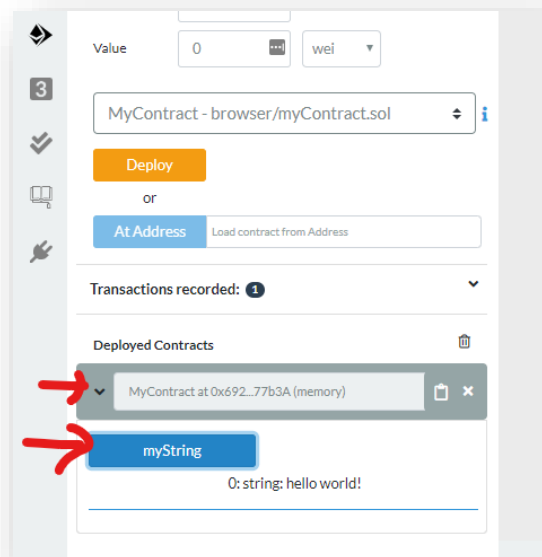 Value 0 wei
3
MyContract - browser/myContract.sol i
Deploy
or
At Address Load contract from Address
Transactions recorded: 1
Deployed Contracts
MyContract at 0x692...77b3A (memory)
myString
0: string: hello world!